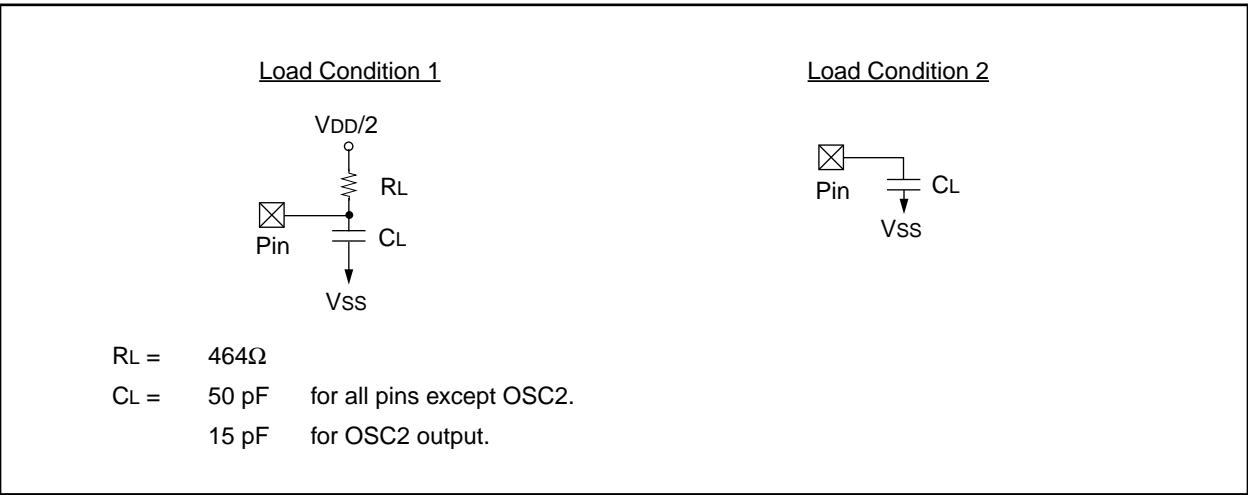 Load Condition 1
VDD/2
RL
Pin
CL
VSS
Load Condition 2
Pin
CL
VSS
RL = 464Ω
CL = 50 pF for all pins except OSC2.
15 pF for OSC2 output.